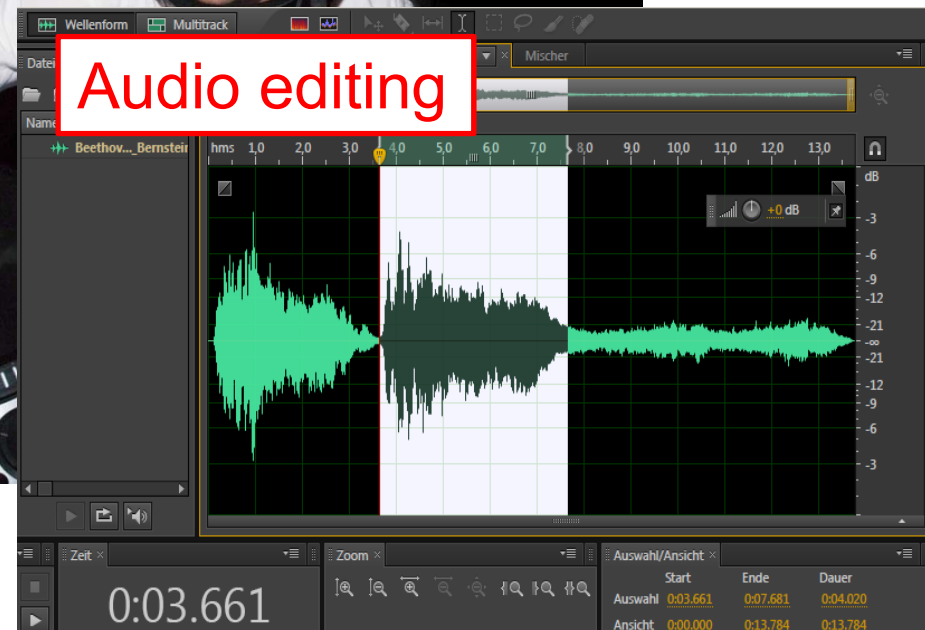 Wellenform Multitrack
Datei
Mischer
Audio editing
Name
Beethov..._Bernstein
hms 1,0 2,0 3,0 4,0 5,0 6,0 7,0 8,0 9,0 10,0 11,0 12,0 13,0
dB
+0 dB
-3
-6
-9
-12
-21
-∞
-21
-12
-9
-6
-3
Zeit
Zoom
Auswahl/Ansicht
Start Ende Dauer
0:03.661
Auswahl 0:03.661 0:07.681 0:04.020
Ansicht 0:00.000 0:13.784 0:13.784